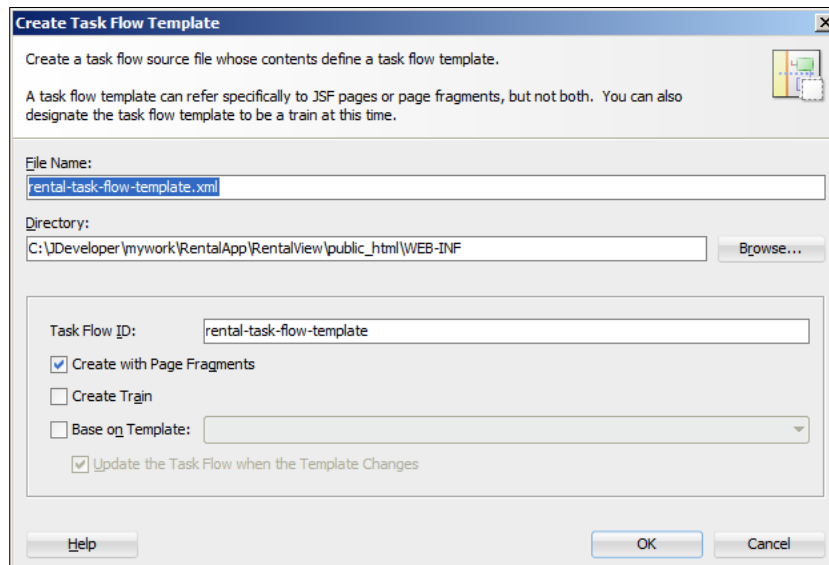 Create Task Flow Template
Create a task flow source file whose contents define a task flow template.
A task flow template can refer specifically to JSF pages or page fragments, but not both. You can also
designate the task flow template to be a train at this time.
File Name:
rental-task-flow-template.xml
Directory:
C:\JDeveloper\mywork\RentalApp\RentalView\public_html\WEB-INF
Browse...
Task Flow ID:
rental-task-flow-template
Create with Page Fragments
Create Train
Base on Template:
Update the Task Flow when the Template Changes
Help
OK
Cancel